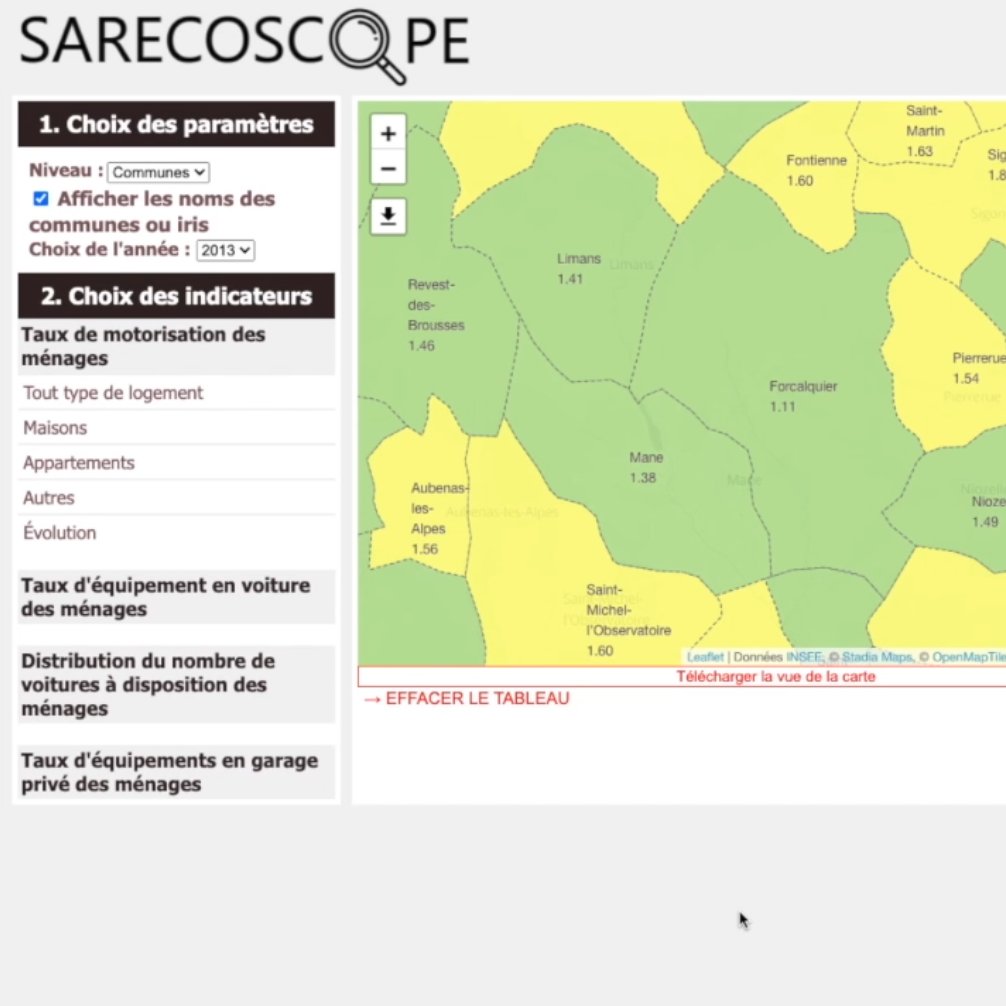 SARECOSCOPE
1. Choix des paramètres
Niveau : Communes
Afficher les noms des
communes ou iris
Choix de l'année : 2013
2. Choix des indicateurs
Taux de motorisation des
ménages
Tout type de logement
Maisons
Appartements
Autres
Évolution
Taux d'équipement en voiture
des ménages
Distribution du nombre de
voitures à disposition des
ménages
Taux d'équipements en garage
privé des ménages
+
−
Saint-
Martin
1.63
Fontienne
1.60
Sig
1.8
Limans
1.41
Limans
Revest-
des-
Brousses
1.46
Pierrerue
1.54
Pierrerue
Forcalquier
1.11
Mane
1.38
Mane
Aubenas-
les-
Alpes
1.56
Aubenas-les-Alpes
Nioze
1.49
Saint-
Michel-
l'Observatoire
1.60
Saint-Michel-
l'Observatoire
Leaflet | Données INSEE, © Stadia Maps, © OpenMapTile
Télécharger la vue de la carte
→ EFFACER LE TABLEAU